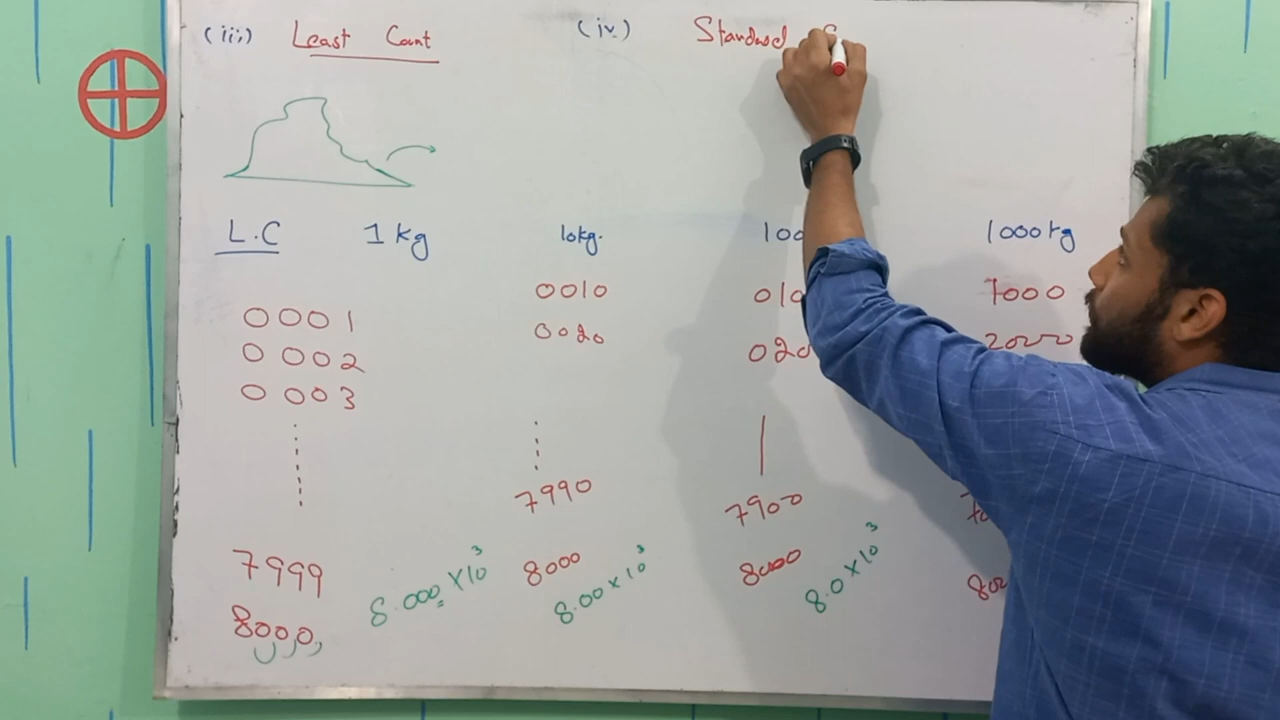 (iii) Least Count (iv) Standard
L.C 1 kg 10kg. 1000kg
0010 7000
0001 0020 2000
0002
0003
7990 7900
7999 8.000 × 10³ 8000 8.00 × 10³ 8000 8.0 × 10³
8000